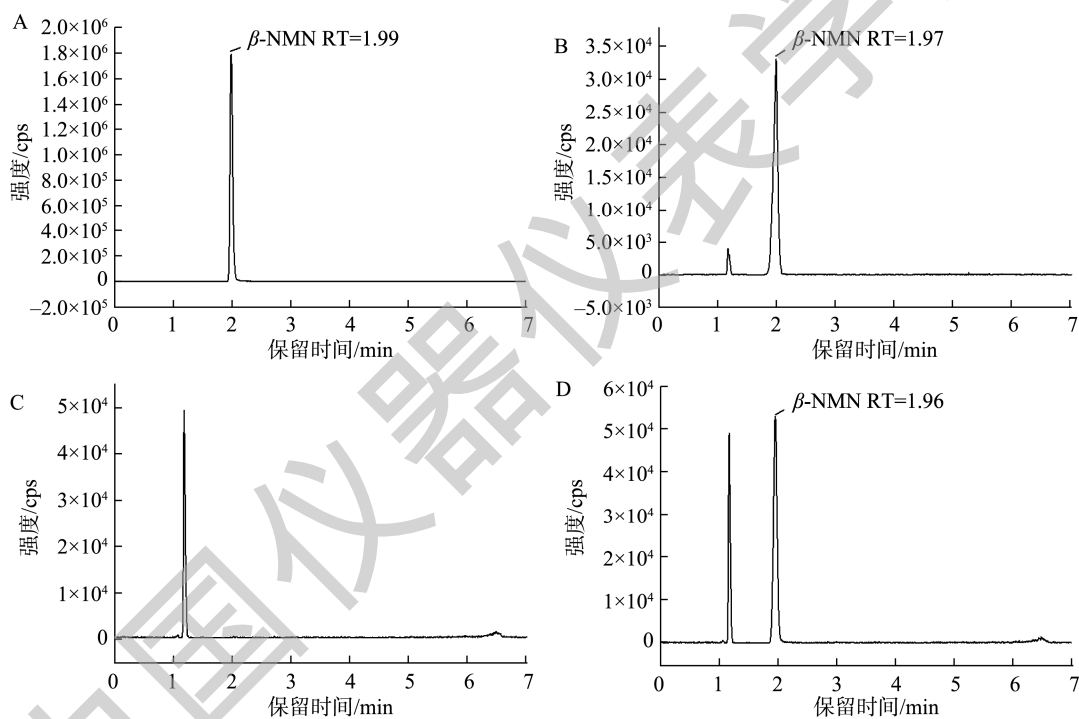 A
β-NMN RT=1.99
2.0×10⁶
1.8×10⁶
1.6×10⁶
1.4×10⁶
1.2×10⁶
1.0×10⁶
8.0×10⁵
6.0×10⁵
4.0×10⁵
2.0×10⁵
0
–2.0×10⁵
强度/cps
0 1 2 3 4 5 6 7
保留时间/min
B
β-NMN RT=1.97
3.5×10⁴
3.0×10⁴
2.5×10⁴
2.0×10⁴
1.5×10⁴
1.0×10⁴
5.0×10³
0
–5.0×10³
强度/cps
0 1 2 3 4 5 6 7
保留时间/min
C
5×10⁴
4×10⁴
3×10⁴
2×10⁴
1×10⁴
0
强度/cps
0 1 2 3 4 5 6 7
保留时间/min
D
β-NMN RT=1.96
6×10⁴
5×10⁴
4×10⁴
3×10⁴
2×10⁴
1×10⁴
0
强度/cps
0 1 2 3 4 5 6 7
保留时间/min
中国仪器仪表学